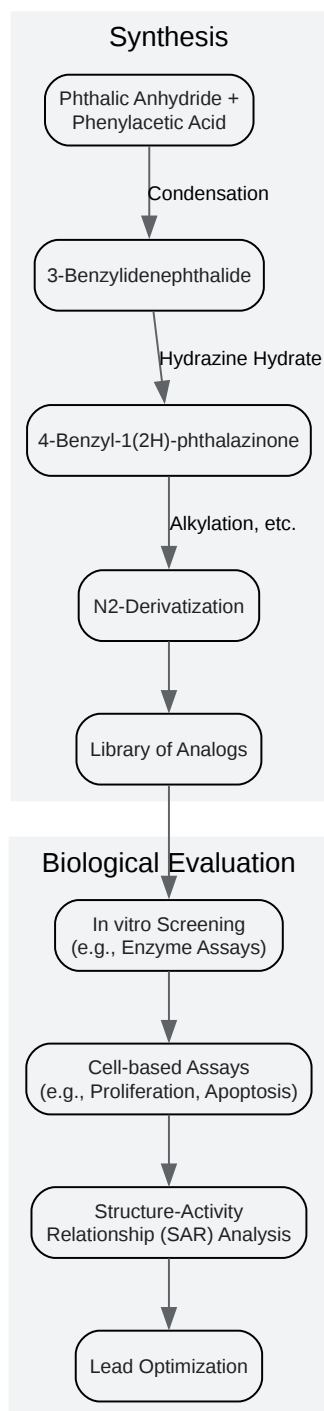 Synthesis
Phthalic Anhydride +
Phenylacetic Acid
Condensation
3-Benzylidenephthalide
Hydrazine Hydrate
4-Benzyl-1(2H)-phthalazinone
Alkylation, etc.
N2-Derivatization
Library of Analogs
Biological Evaluation
In vitro Screening
(e.g., Enzyme Assays)
Cell-based Assays
(e.g., Proliferation, Apoptosis)
Structure-Activity
Relationship (SAR) Analysis
Lead Optimization